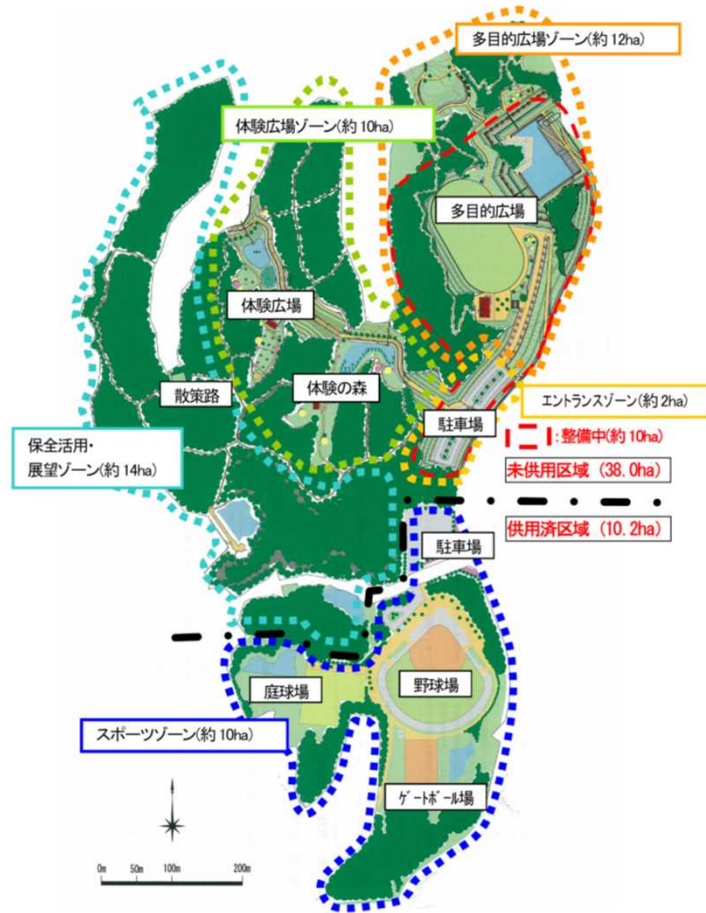 多目的広場ゾーン(約12ha)
体験広場ゾーン(約10ha)
多目的広場
体験広場
散策路
体験の森
エントランスゾーン(約2ha)
駐車場
:整備中(約10ha)
保全活用・
展望ゾーン(約14ha)
未供用区域 (38.0ha)
供用済区域 (10.2ha)
駐車場
庭球場
野球場
スポーツゾーン(約10ha)
ｹﾞｰﾄﾎﾞｰﾙ場
0m 50m 100m 200m